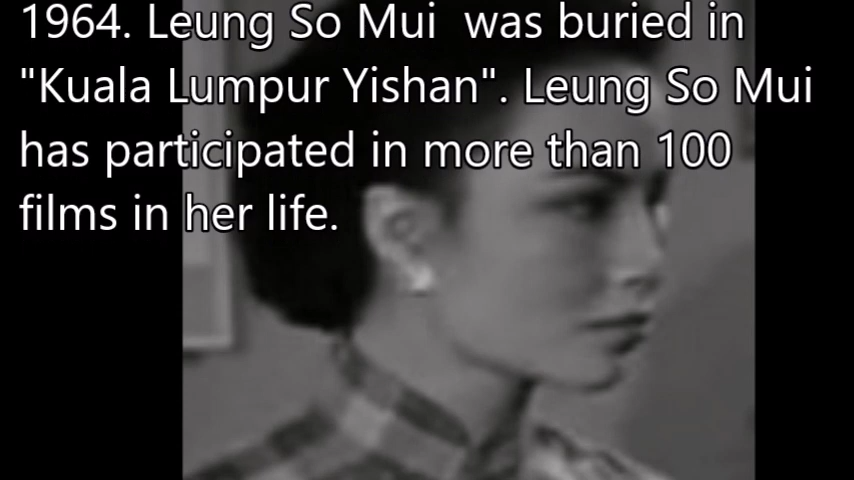 1964. Leung So Mui  was buried in
"Kuala Lumpur Yishan". Leung So Mui
has participated in more than 100
films in her life.